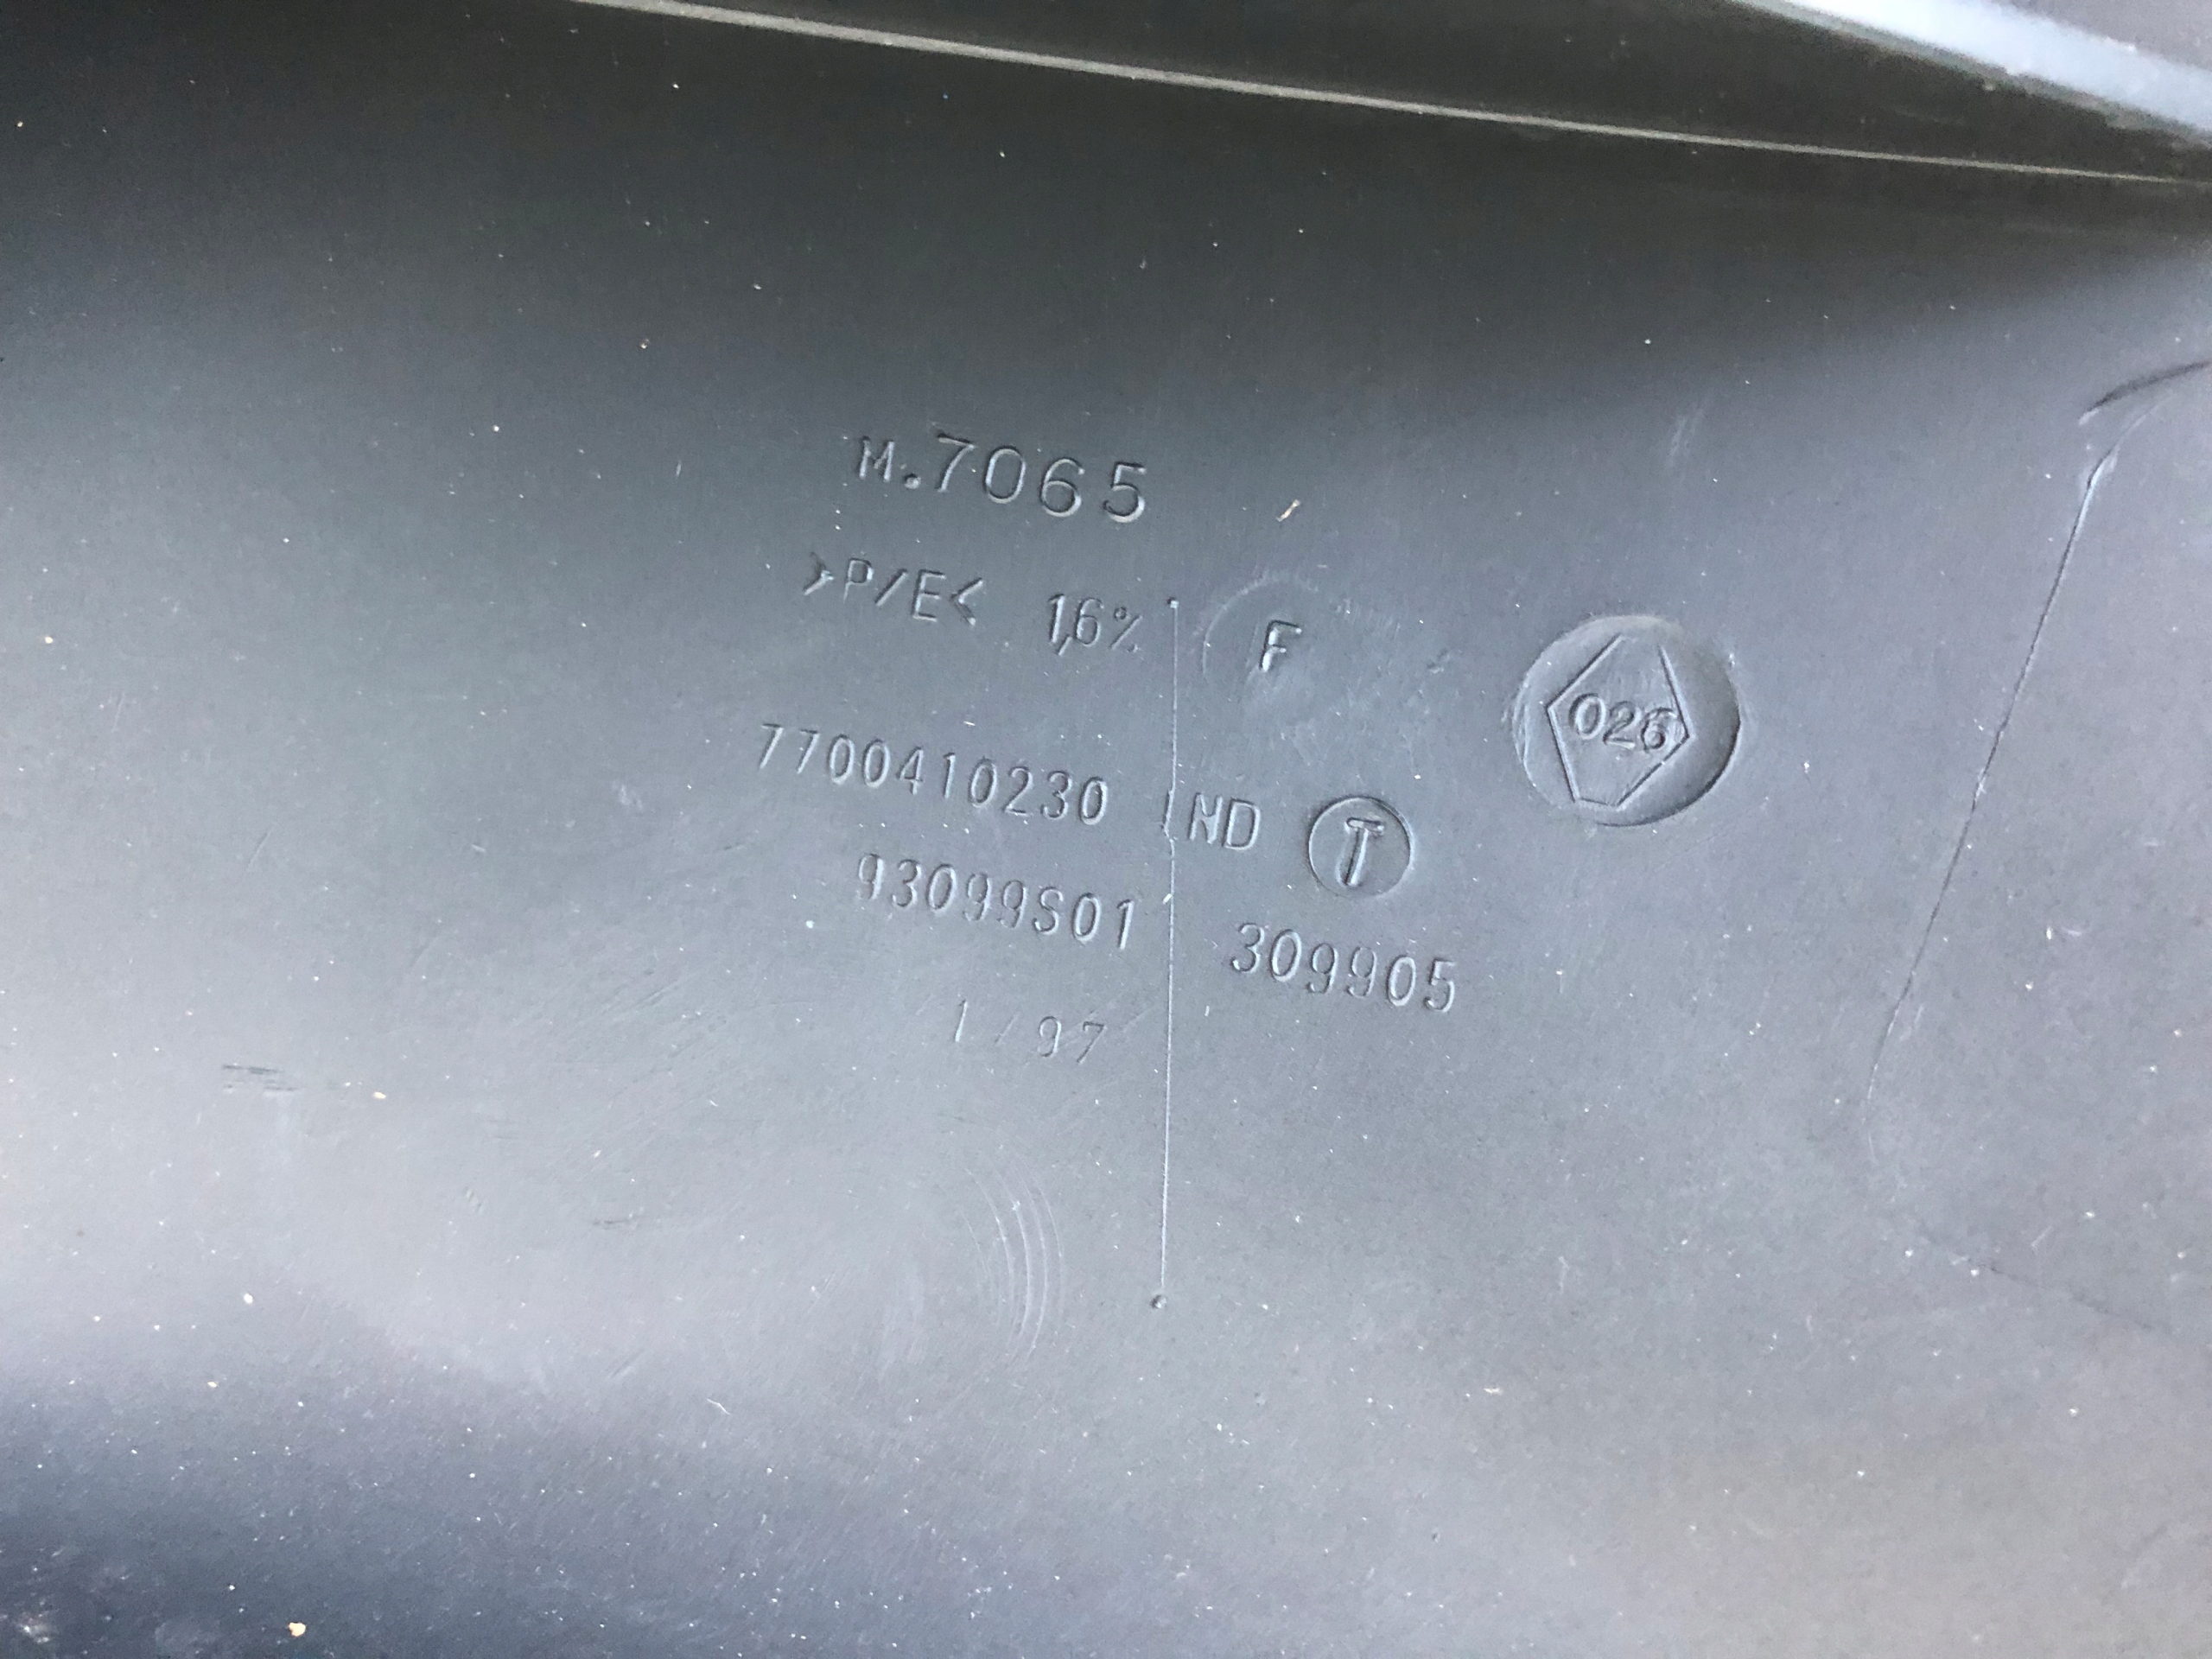 M.7065
>P/E< 1,6% F
026
7700410230 IND T
93099S01 309905
1/97